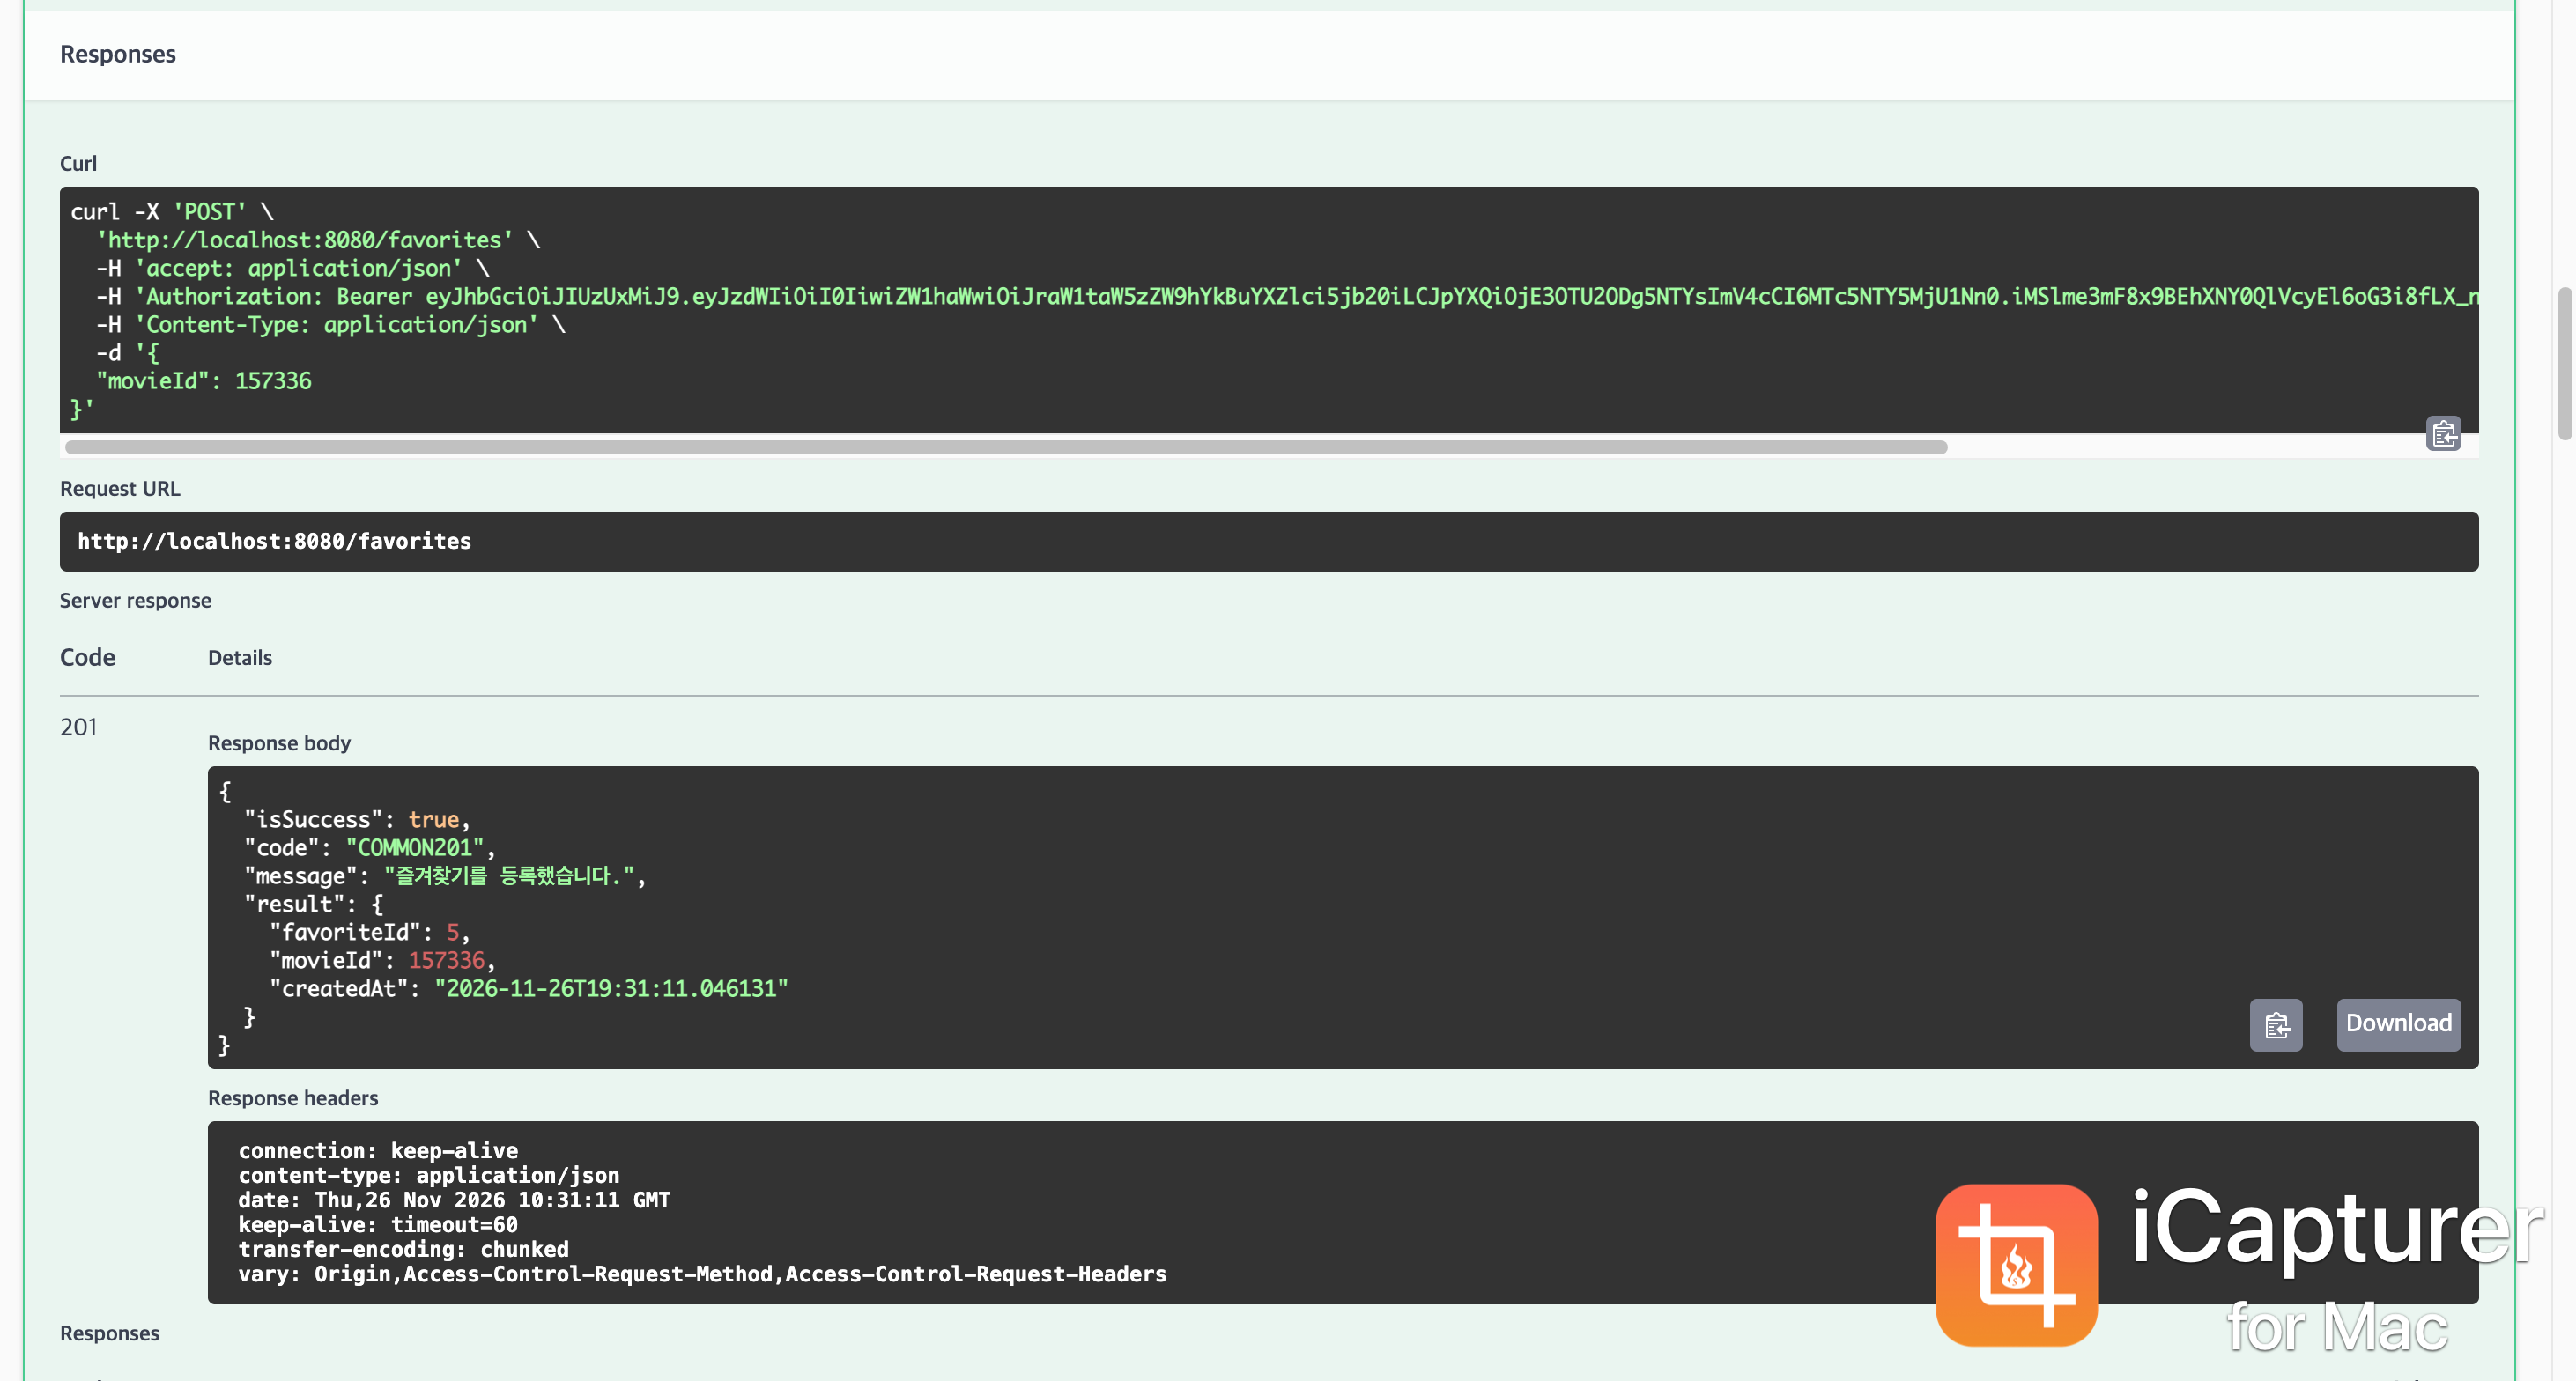 Responses
Curl
curl -X 'POST' \
'http://localhost:8080/favorites' \
-H 'accept: application/json' \
-H 'Authorization: Bearer eyJhbGciOiJIUzUxMiJ9.eyJzdWIiOiI0IiwiZW1haWwiOiJraW1taW5zZW9hYkBuYXZlci5jb20iLCJpYXQiOjE3OTU2ODg5NTYsImV4cCI6MTc5NTY5MjU1Nn0.iMSlme3mF8x9BEhXNY0QlVcyEl6oG3i8fLX_n
-H 'Content-Type: application/json' \
-d '{
"movieId": 157336
}'
Request URL
http://localhost:8080/favorites
Server response
Code Details
201
Response body
{
"isSuccess": true,
"code": "COMMON201",
"message": "즐겨찾기를 등록했습니다.",
"result": {
"favoriteId": 5,
"movieId": 157336,
"createdAt": "2026-11-26T19:31:11.046131"
}
}
Download
Response headers
connection: keep-alive
content-type: application/json
date: Thu,26 Nov 2026 10:31:11 GMT
keep-alive: timeout=60
transfer-encoding: chunked
vary: Origin,Access-Control-Request-Method,Access-Control-Request-Headers
iCapturer
for Mac
Responses